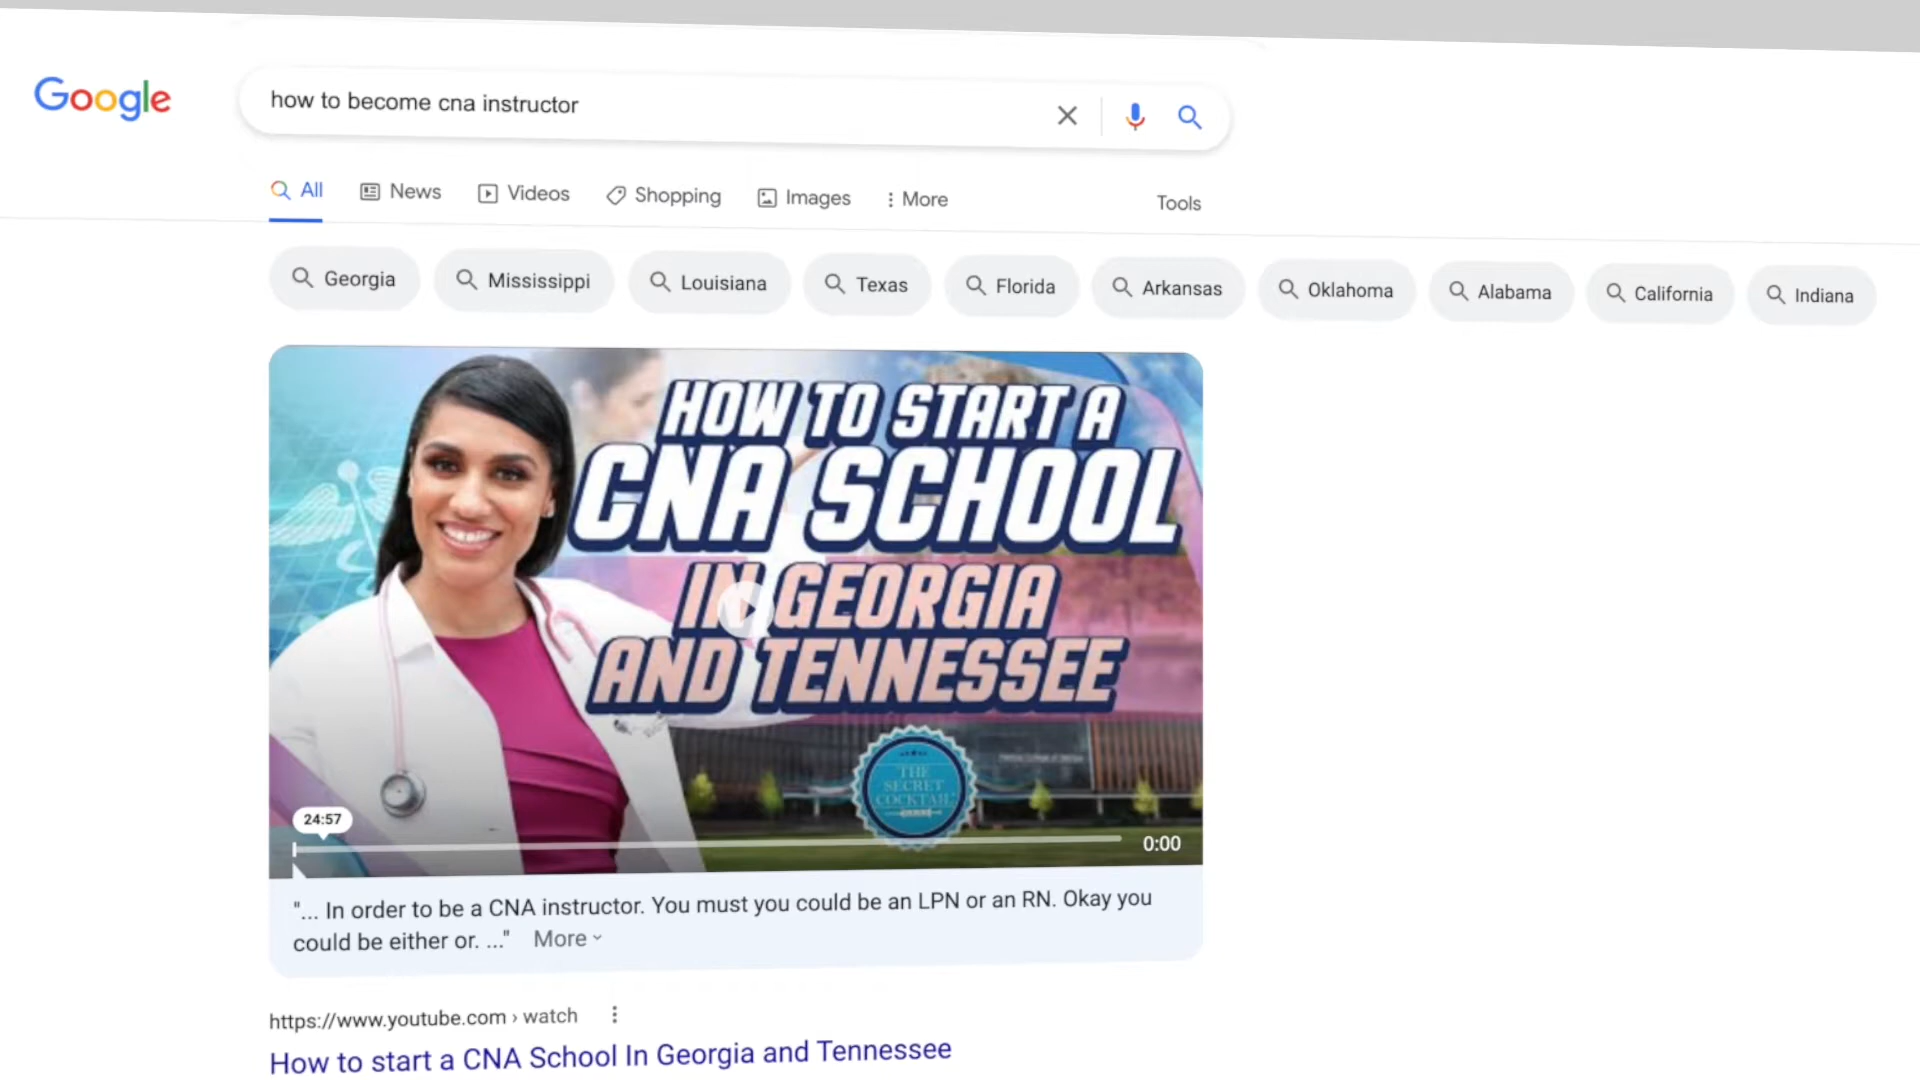 Google
how to become cna instructor
All News Videos Shopping Images More Tools
Georgia Mississippi Louisiana Texas Florida Arkansas Oklahoma Alabama California Indiana
HOW TO START A
CNA SCHOOL
IN GEORGIA
AND TENNESSEE
THE
SECRET
COCKTAIL
24:57
0:00
"... In order to be a CNA instructor. You must you could be an LPN or an RN. Okay you
could be either or. ..." More
https://www.youtube.com › watch
How to start a CNA School In Georgia and Tennessee